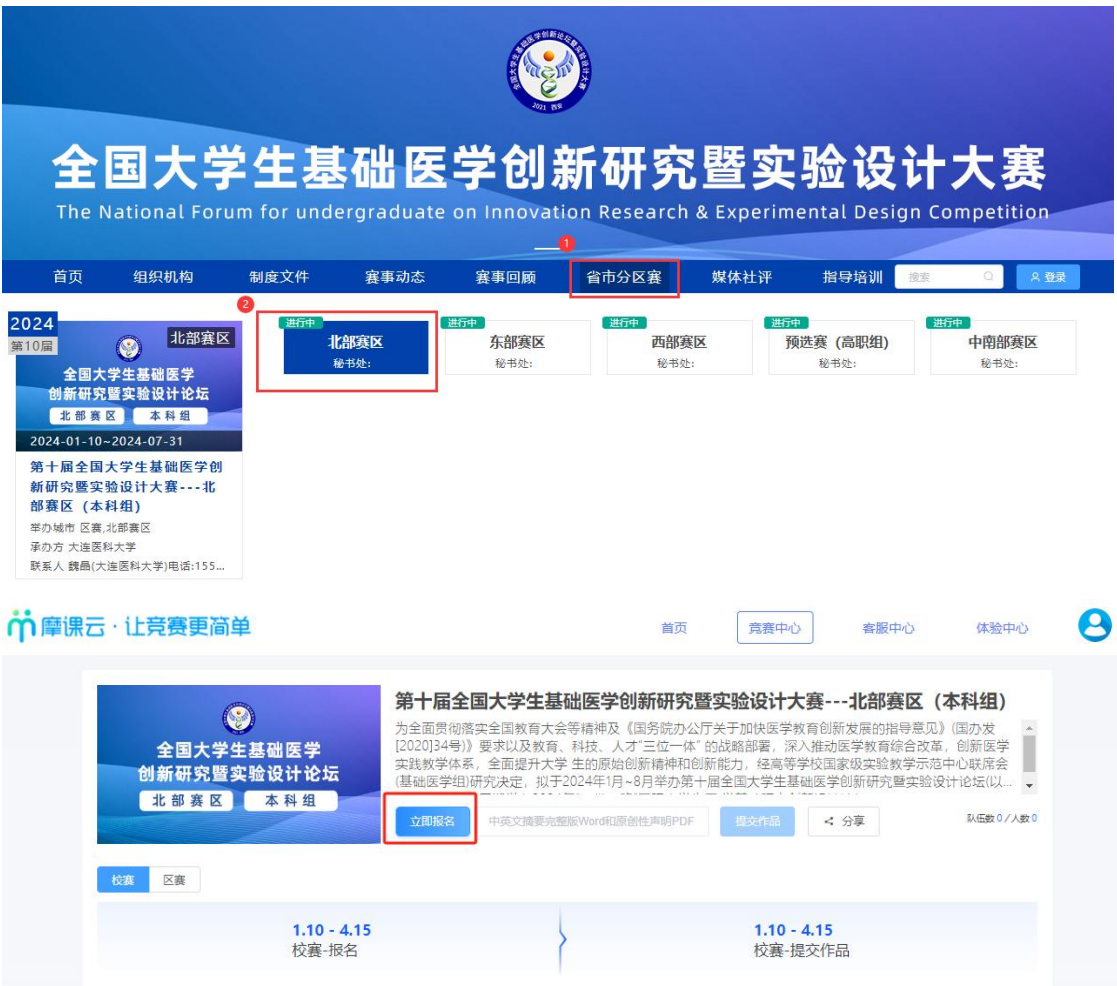 全国大学生基础医学创新论坛暨实验设计大赛
2021 西安
全国大学生基础医学创新研究暨实验设计大赛
The National Forum for undergraduate on Innovation Research & Experimental Design Competition
1
首页 组织机构 制度文件 赛事动态 赛事回顾 省市分区赛 媒体社评 指导培训 搜索 登录
2
2024
第10届
北部赛区
全国大学生基础医学
创新研究暨实验设计论坛
北部赛区 本科组
2024-01-10~2024-07-31
第十届全国大学生基础医学创
新研究暨实验设计大赛---北
部赛区（本科组）
举办城市 区赛,北部赛区
承办方 大连医科大学
联系人 魏晶(大连医科大学)电话:155...
进行中 进行中 进行中 进行中 进行中
北部赛区 东部赛区 西部赛区 预选赛（高职组） 中南部赛区
秘书处: 秘书处: 秘书处: 秘书处: 秘书处:
摩课云·让竞赛更简单
首页 竞赛中心 客服中心 体验中心
全国大学生基础医学
创新研究暨实验设计论坛
北部赛区 本科组
第十届全国大学生基础医学创新研究暨实验设计大赛---北部赛区（本科组）
为全面贯彻落实全国教育大会等精神及《国务院办公厅关于加快医学教育创新发展的指导意见》(国办发
[2020]34号)》要求以及教育、科技、人才"三位一体" 的战略部署，深入推动医学教育综合改革，创新医学
实践教学体系，全面提升大学 生的原始创新精神和创新能力，经高等学校国家级实验教学示范中心联席会
(基础医学组)研究决定，拟于2024年1月~8月举办第十届全国大学生基础医学创新研究暨实验设计论坛(以...
立即报名 中英文摘要完整版Word和原创性声明PDF 提交作品 分享 队伍数 0 / 人数 0
校赛 区赛
1.10 - 4.15 1.10 - 4.15
校赛-报名 校赛-提交作品